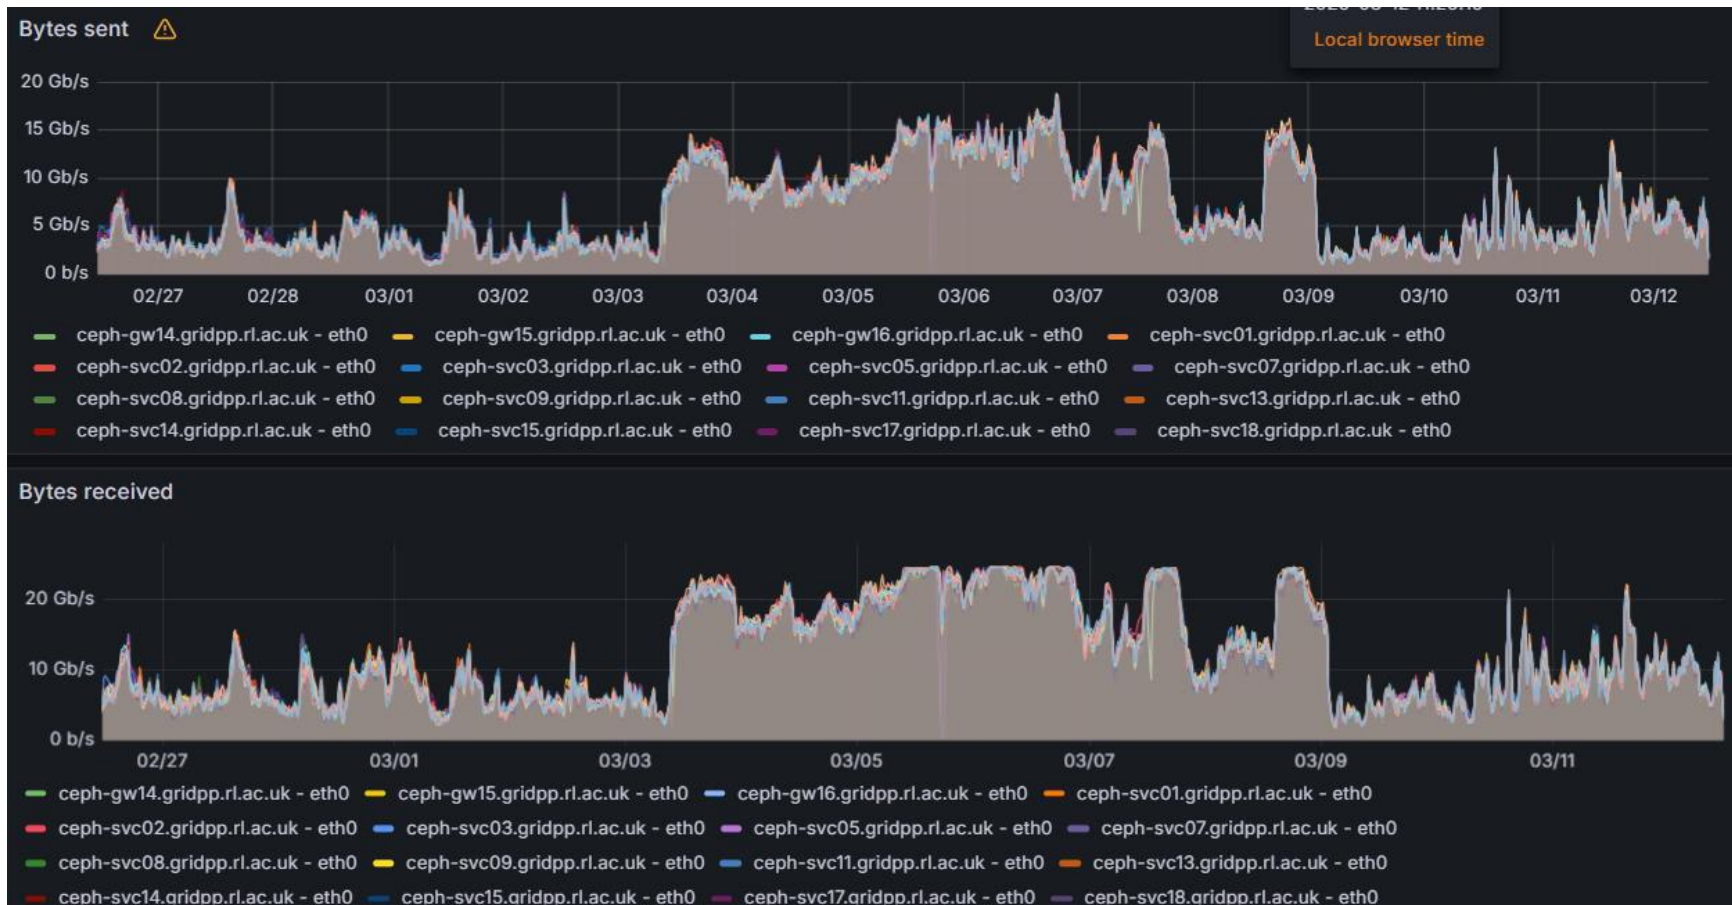 Bytes sent
Local browser time
20 Gb/s
15 Gb/s
10 Gb/s
5 Gb/s
0 b/s
02/27 02/28 03/01 03/02 03/03 03/04 03/05 03/06 03/07 03/08 03/09 03/10 03/11 03/12
ceph-gw14.gridpp.rl.ac.uk - eth0 ceph-gw15.gridpp.rl.ac.uk - eth0 ceph-gw16.gridpp.rl.ac.uk - eth0 ceph-svc01.gridpp.rl.ac.uk - eth0
ceph-svc02.gridpp.rl.ac.uk - eth0 ceph-svc03.gridpp.rl.ac.uk - eth0 ceph-svc05.gridpp.rl.ac.uk - eth0 ceph-svc07.gridpp.rl.ac.uk - eth0
ceph-svc08.gridpp.rl.ac.uk - eth0 ceph-svc09.gridpp.rl.ac.uk - eth0 ceph-svc11.gridpp.rl.ac.uk - eth0 ceph-svc13.gridpp.rl.ac.uk - eth0
ceph-svc14.gridpp.rl.ac.uk - eth0 ceph-svc15.gridpp.rl.ac.uk - eth0 ceph-svc17.gridpp.rl.ac.uk - eth0 ceph-svc18.gridpp.rl.ac.uk - eth0
Bytes received
20 Gb/s
10 Gb/s
0 b/s
02/27 03/01 03/03 03/05 03/07 03/09 03/11
ceph-gw14.gridpp.rl.ac.uk - eth0 ceph-gw15.gridpp.rl.ac.uk - eth0 ceph-gw16.gridpp.rl.ac.uk - eth0 ceph-svc01.gridpp.rl.ac.uk - eth0
ceph-svc02.gridpp.rl.ac.uk - eth0 ceph-svc03.gridpp.rl.ac.uk - eth0 ceph-svc05.gridpp.rl.ac.uk - eth0 ceph-svc07.gridpp.rl.ac.uk - eth0
ceph-svc08.gridpp.rl.ac.uk - eth0 ceph-svc09.gridpp.rl.ac.uk - eth0 ceph-svc11.gridpp.rl.ac.uk - eth0 ceph-svc13.gridpp.rl.ac.uk - eth0
ceph-svc14.gridpp.rl.ac.uk - eth0 ceph-svc15.gridpp.rl.ac.uk - eth0 ceph-svc17.gridpp.rl.ac.uk - eth0 ceph-svc18.gridpp.rl.ac.uk - eth0